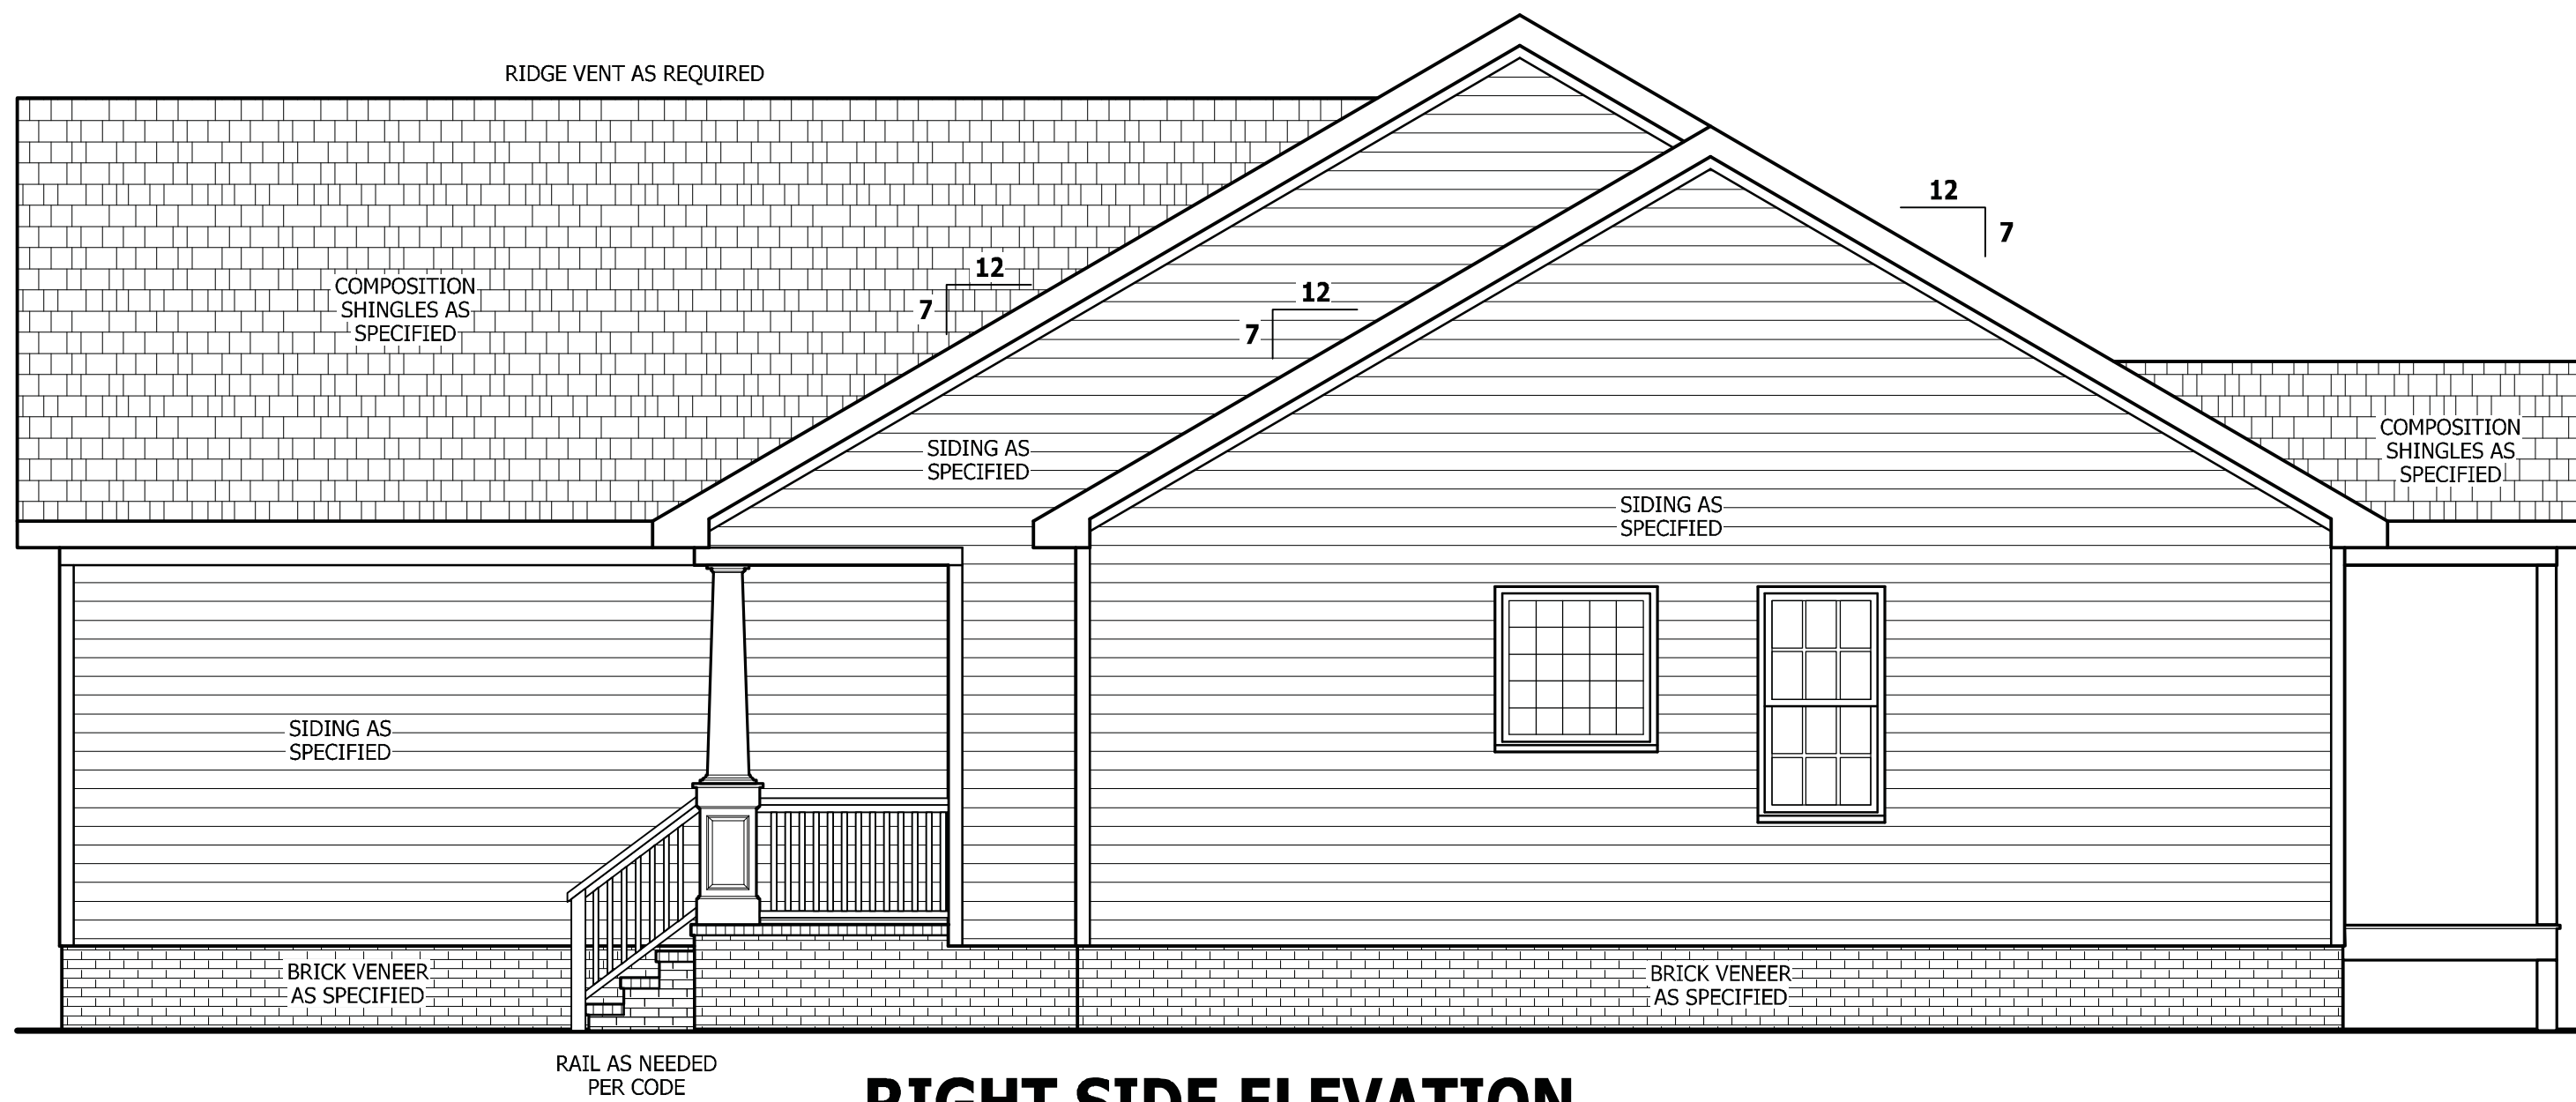 RIDGE VENT AS REQUIRED
12
7
COMPOSITION
SHINGLES AS
SPECIFIED
12
7
12
7
COMPOSITION
SHINGLES AS
SPECIFIED
SIDING AS
SPECIFIED
SIDING AS
SPECIFIED
SIDING AS
SPECIFIED
BRICK VENEER
AS SPECIFIED
BRICK VENEER
AS SPECIFIED
RAIL AS NEEDED
PER CODE
RIGHT SIDE ELEVATION